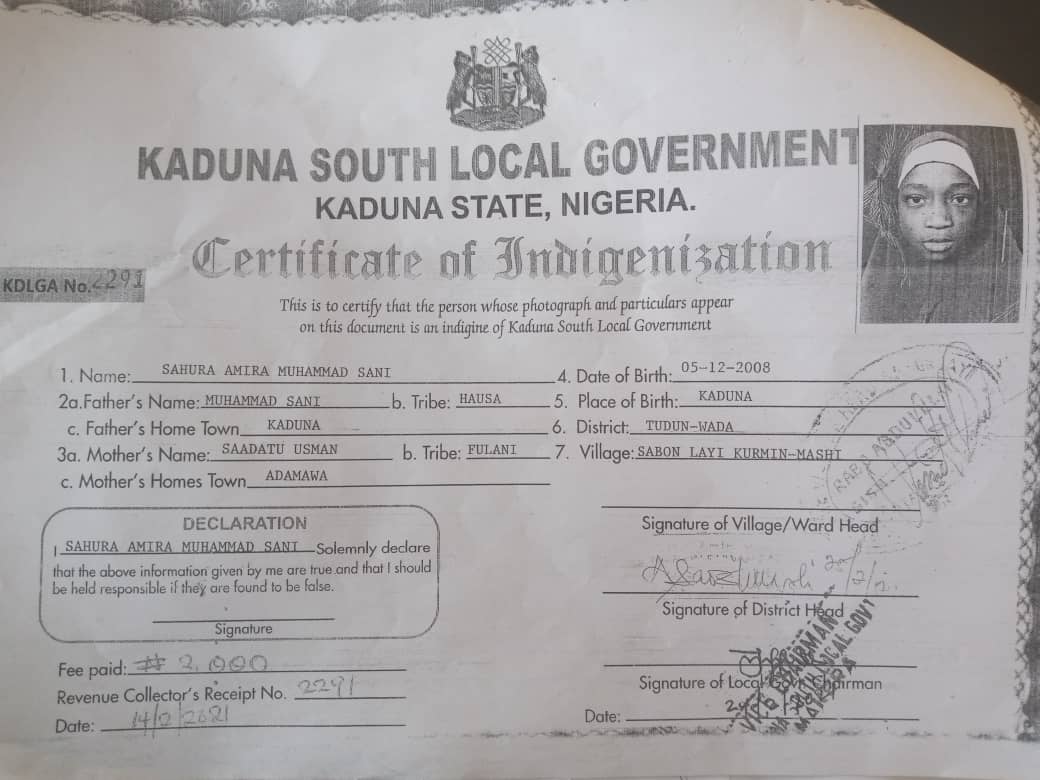 KADUNA SOUTH LOCAL GOVERNMENT
KADUNA STATE, NIGERIA.
Certificate of Indigenization
KDLGA No. 2291
This is to certify that the person whose photograph and particulars appear
on this document is an indigine of Kaduna South Local Government
1. Name: SAHURA AMIRA MUHAMMAD SANI
2a.Father's Name: MUHAMMAD SANI b. Tribe: HAUSA
c. Father's Home Town KADUNA
3a. Mother's Name: SAADATU USMAN b. Tribe: FULANI
c. Mother's Homes Town ADAMAWA
4. Date of Birth: 05-12-2008
5. Place of Birth: KADUNA
6. District: TUDUN-WADA
7. Village: SABON LAYI KURMIN-MASHI
DECLARATION
I SAHURA AMIRA MUHAMMAD SANI Solemnly declare
that the above information given by me are true and that I should
be held responsible if they are found to be false.
Signature
Fee paid: # 2,000
Revenue Collector's Receipt No. 2291
Date: 14/2/2021
Signature of Village/Ward Head
Signature of District Head
Signature of Local Chairman
Date:
VICE CHAIRMAN
LOCAL GOVT
MAKERA